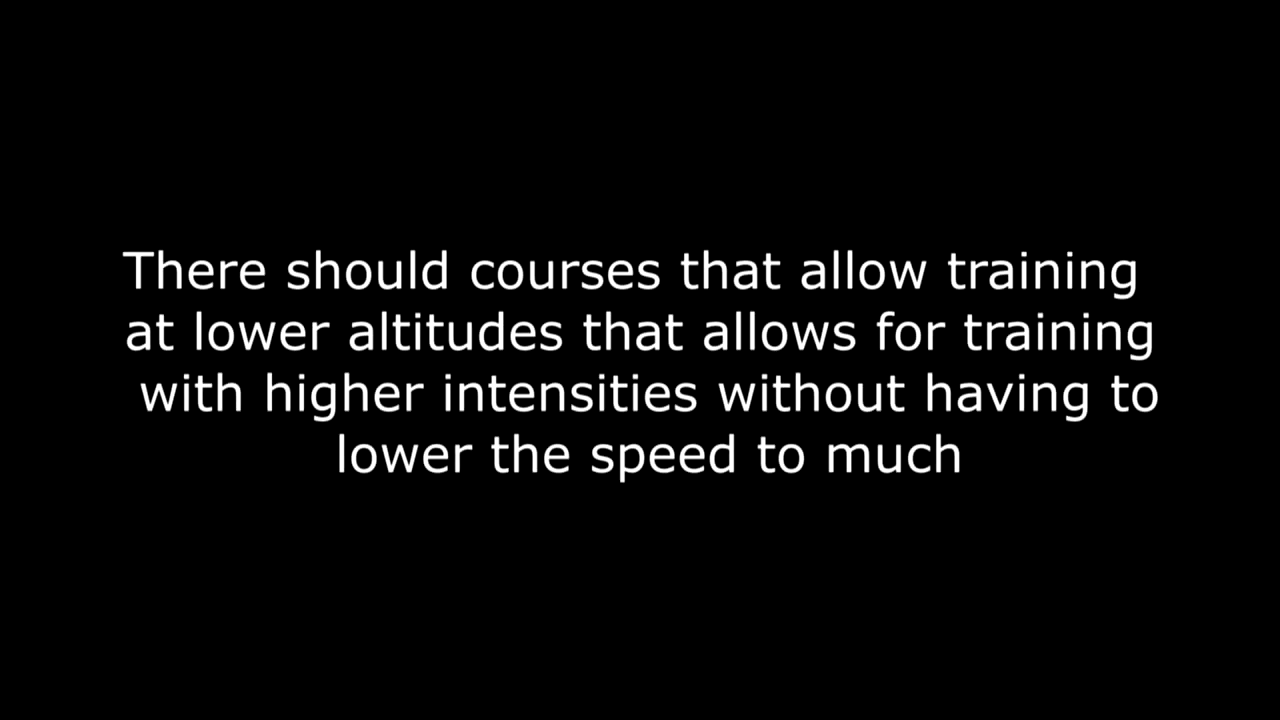 There should courses that allow training
at lower altitudes that allows for training
with higher intensities without having to
lower the speed to much